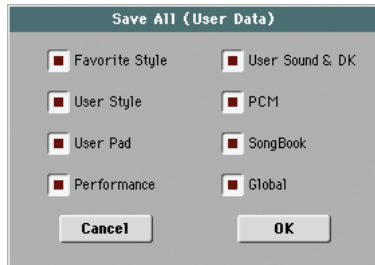 Save All (User Data)
Favorite Style
User Sound & DK
User Style
PCM
User Pad
SongBook
Performance
Global
Cancel
OK